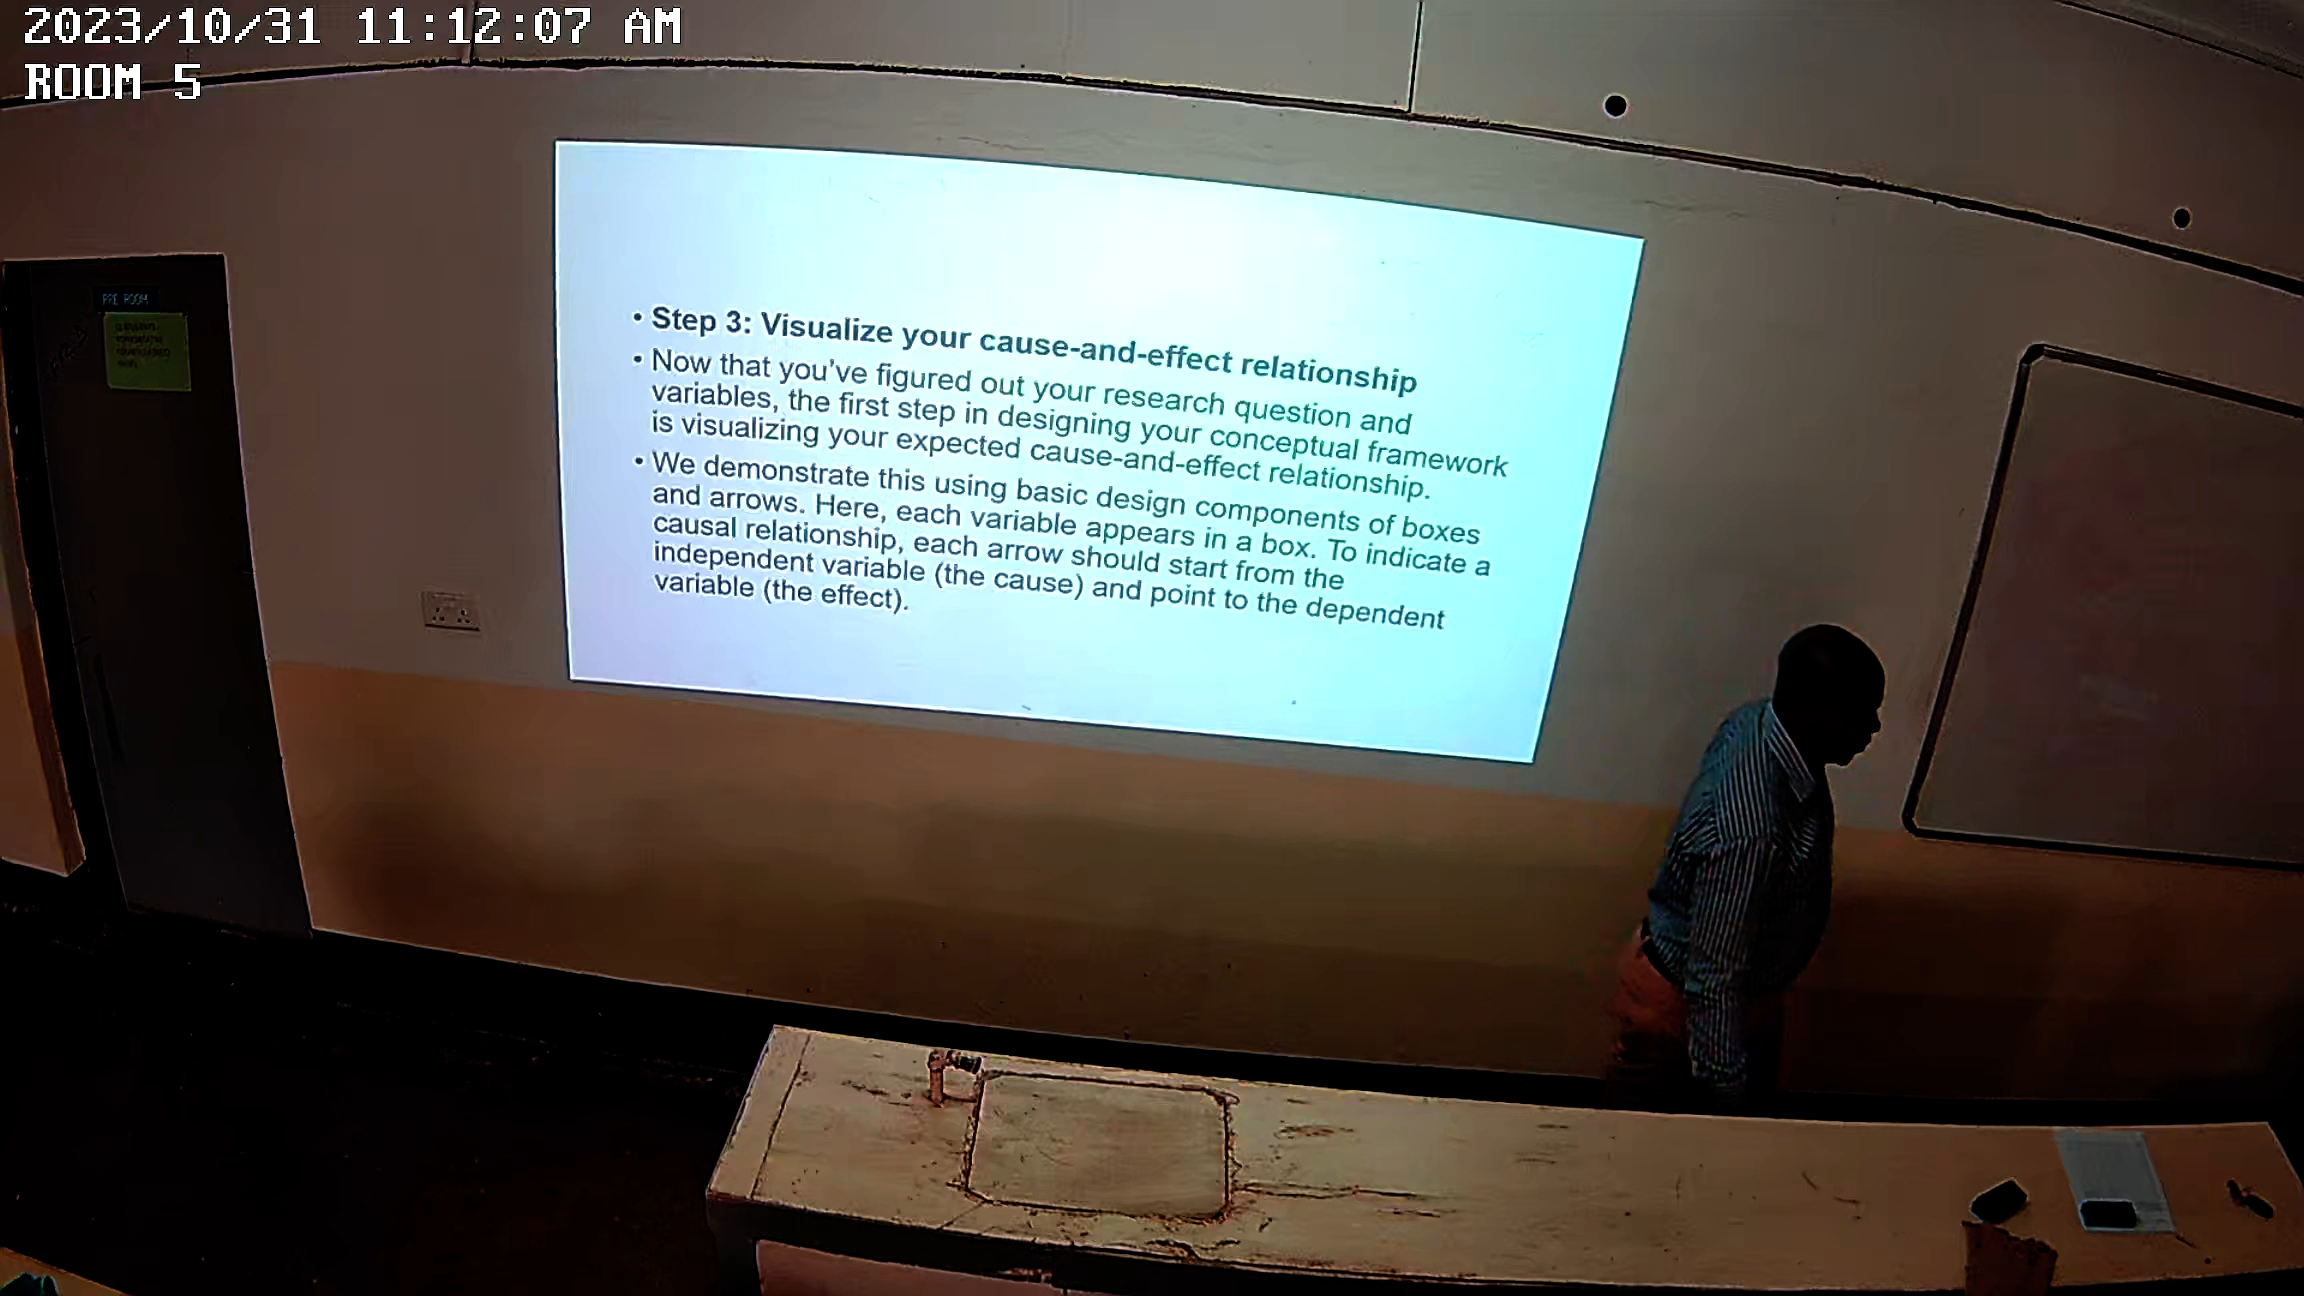 2023/10/31 11:12:07 AM
ROOM 5
PRE ROOM
• Step 3: Visualize your cause-and-effect relationship
• Now that you've figured out your research question and
variables, the first step in designing your conceptual framework
is visualizing your expected cause-and-effect relationship.
• We demonstrate this using basic design components of boxes
and arrows. Here, each variable appears in a box. To indicate a
causal relationship, each arrow should start from the
independent variable (the cause) and point to the dependent
variable (the effect).